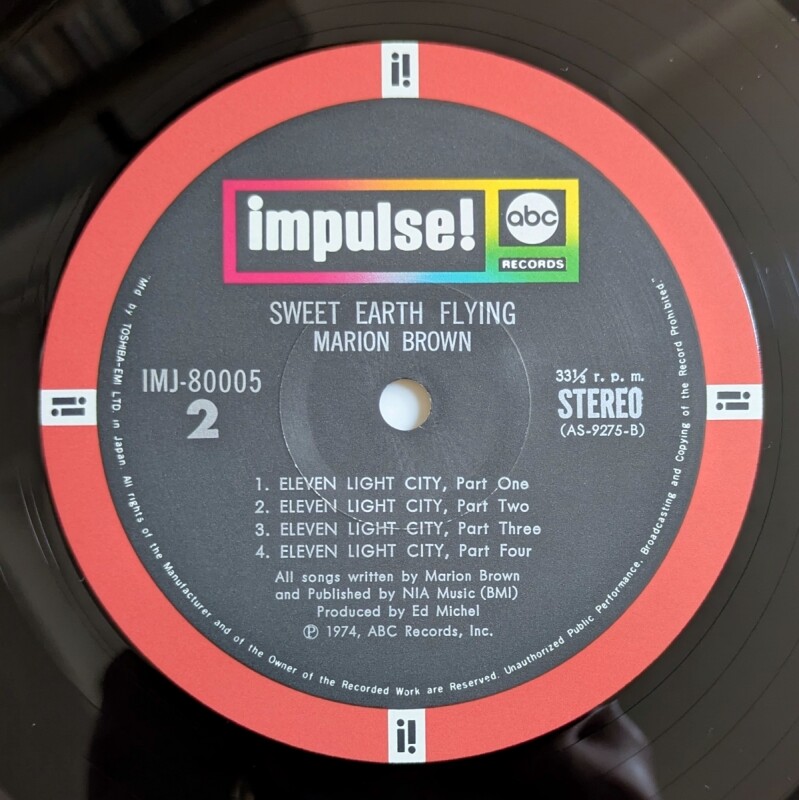 i!
impulse!
abc
RECORDS
SWEET EARTH FLYING
MARION BROWN
IMJ-80005
2
33⅓ r. p. m.
STEREO
(AS-9275-B)
i!
i!
1. ELEVEN LIGHT CITY, Part One
2. ELEVEN LIGHT CITY, Part Two
3. ELEVEN LIGHT CITY, Part Three
4. ELEVEN LIGHT CITY, Part Four
All songs written by Marion Brown
and Published by NIA Music (BMI)
Produced by Ed Michel
℗ 1974, ABC Records, Inc.
"Mfd by TOSHIBA-EMI LTD. in Japan. All rights of the Manufacturer and of the Owner of the Recorded Work are Reserved. Unauthorized Public Performance, Broadcasting and Copying of the Record Prohibited."
i!